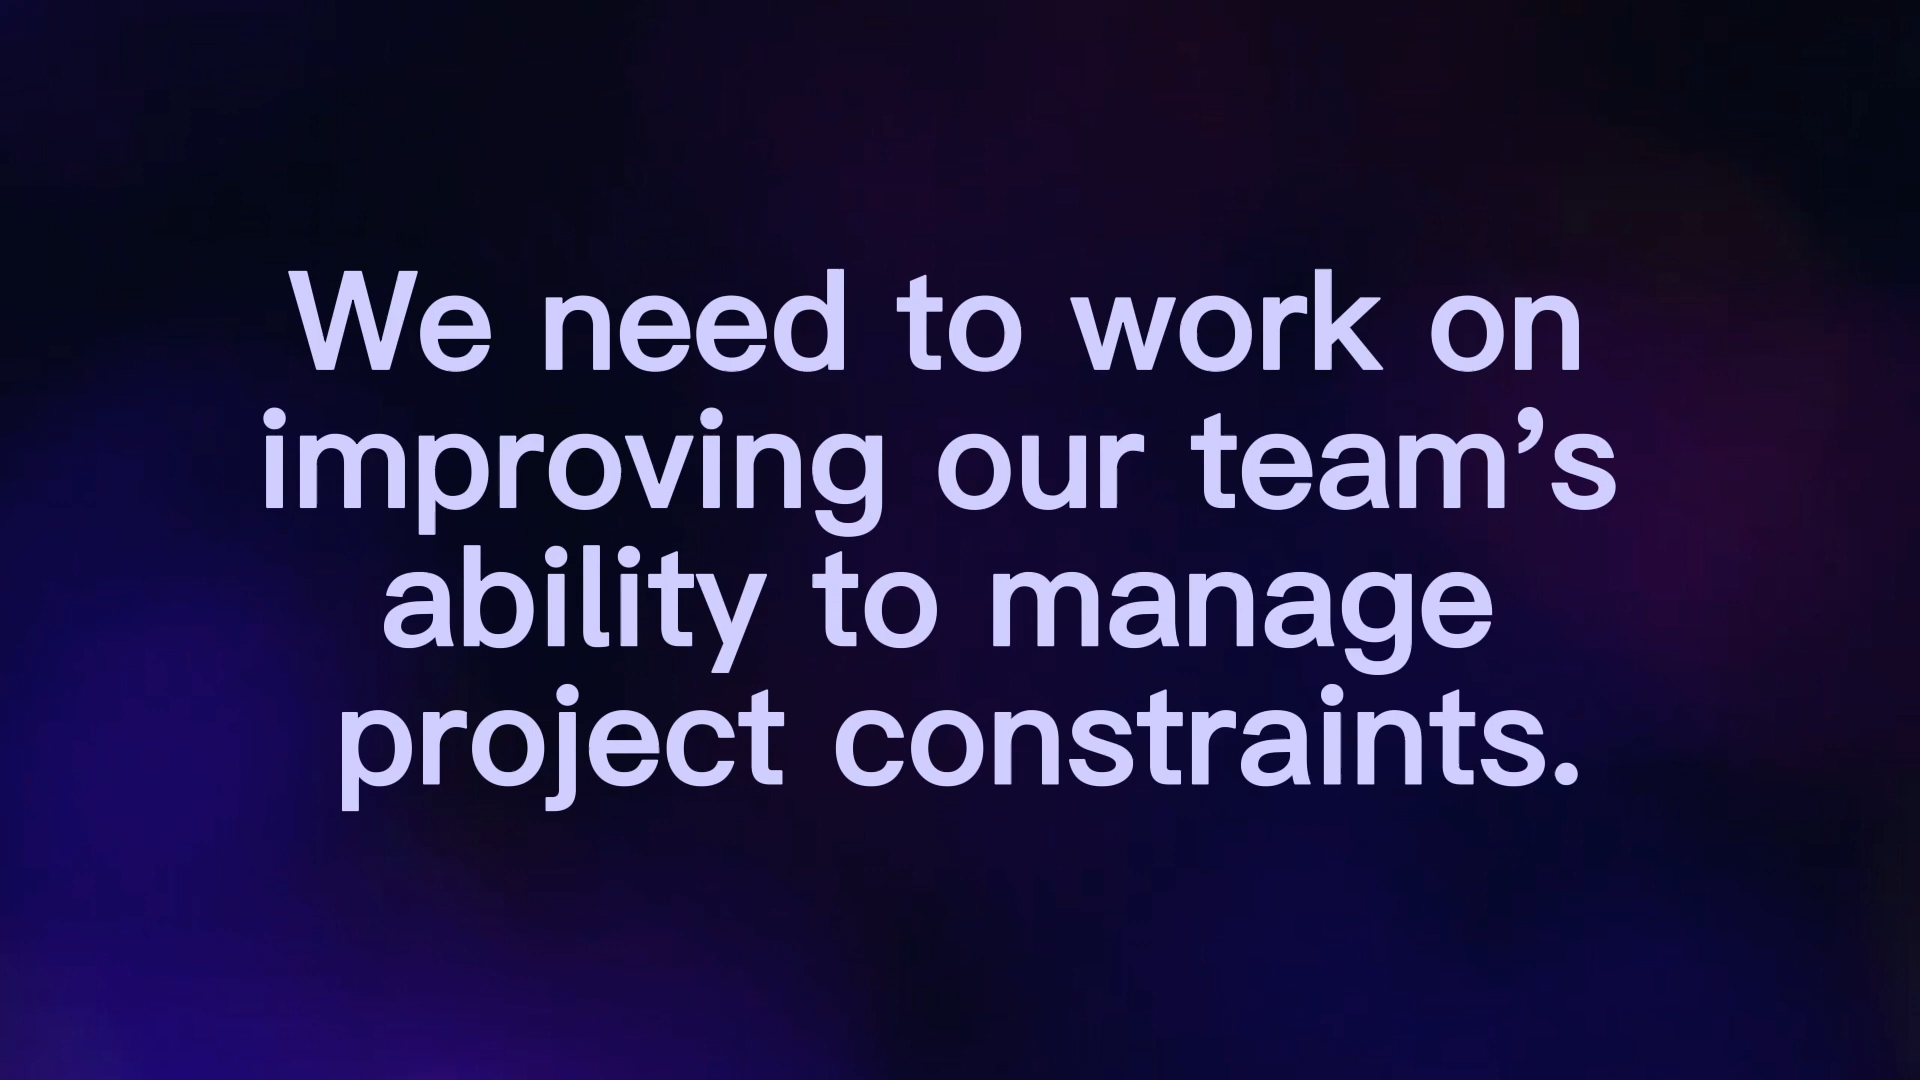 We need to work on
improving our team’s
ability to manage
project constraints.